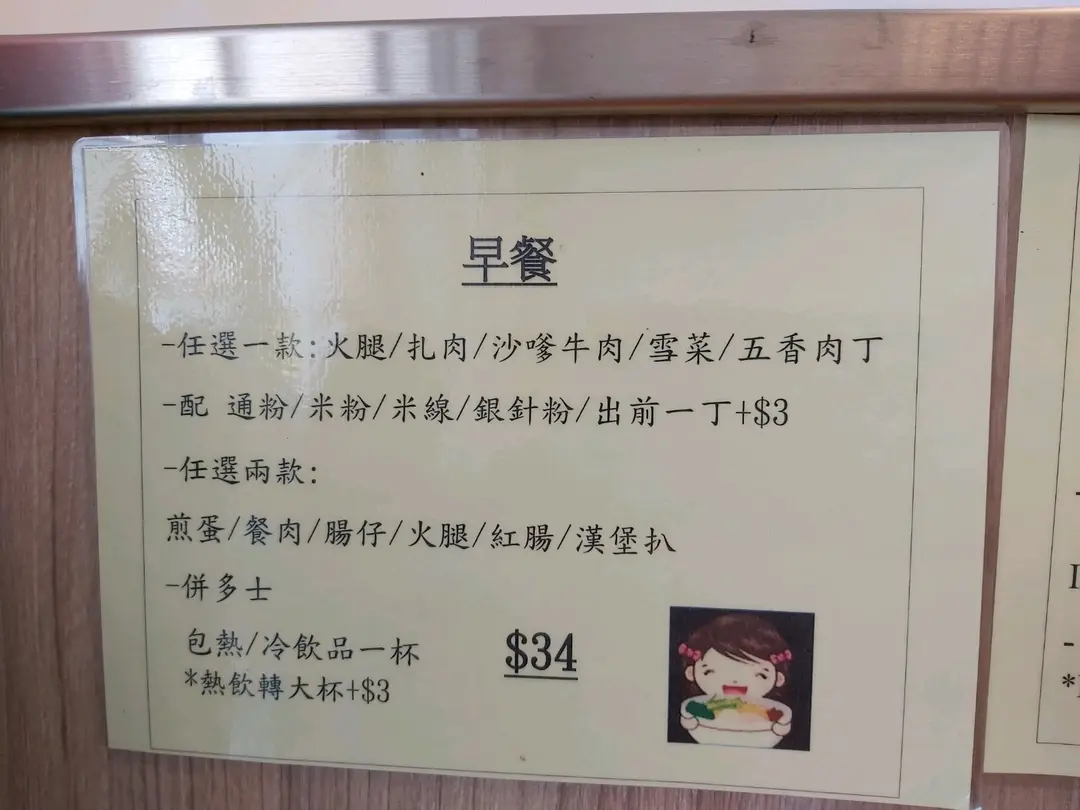 早餐
-任選一款:火腿/扎肉/沙嗲牛肉/雪菜/五香肉丁
-配 通粉/米粉/米線/銀針粉/出前一丁+$3
-任選兩款:
煎蛋/餐肉/腸仔/火腿/紅腸/漢堡扒
-併多士
包熱/冷飲品一杯 $34
*熱飲轉大杯+$3